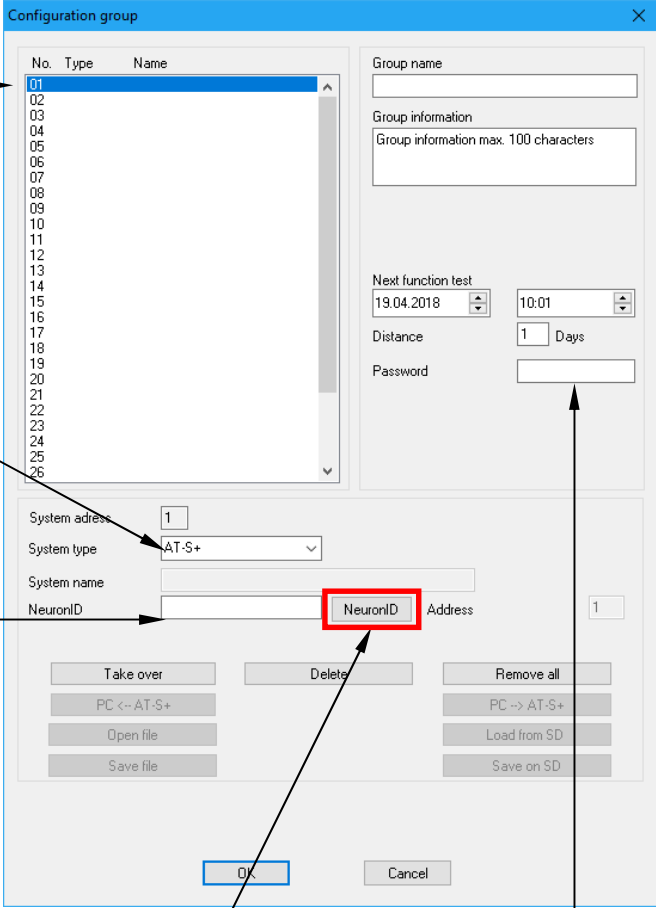 Configuration group
No. Type Name
01
02
03
04
05
06
07
08
09
10
11
12
13
14
15
16
17
18
19
20
21
22
23
24
25
26
Group name
Group information
Group information max. 100 characters
Next function test
19.04.2018 10:01
Distance 1 Days
Password
System adress 1
System type AT-S+
System name
NeuronID NeuronID Address 1
Take over Delete Remove all
PC <-- AT-S+ PC --> AT-S+
Open file Load from SD
Save file Save on SD
OK Cancel